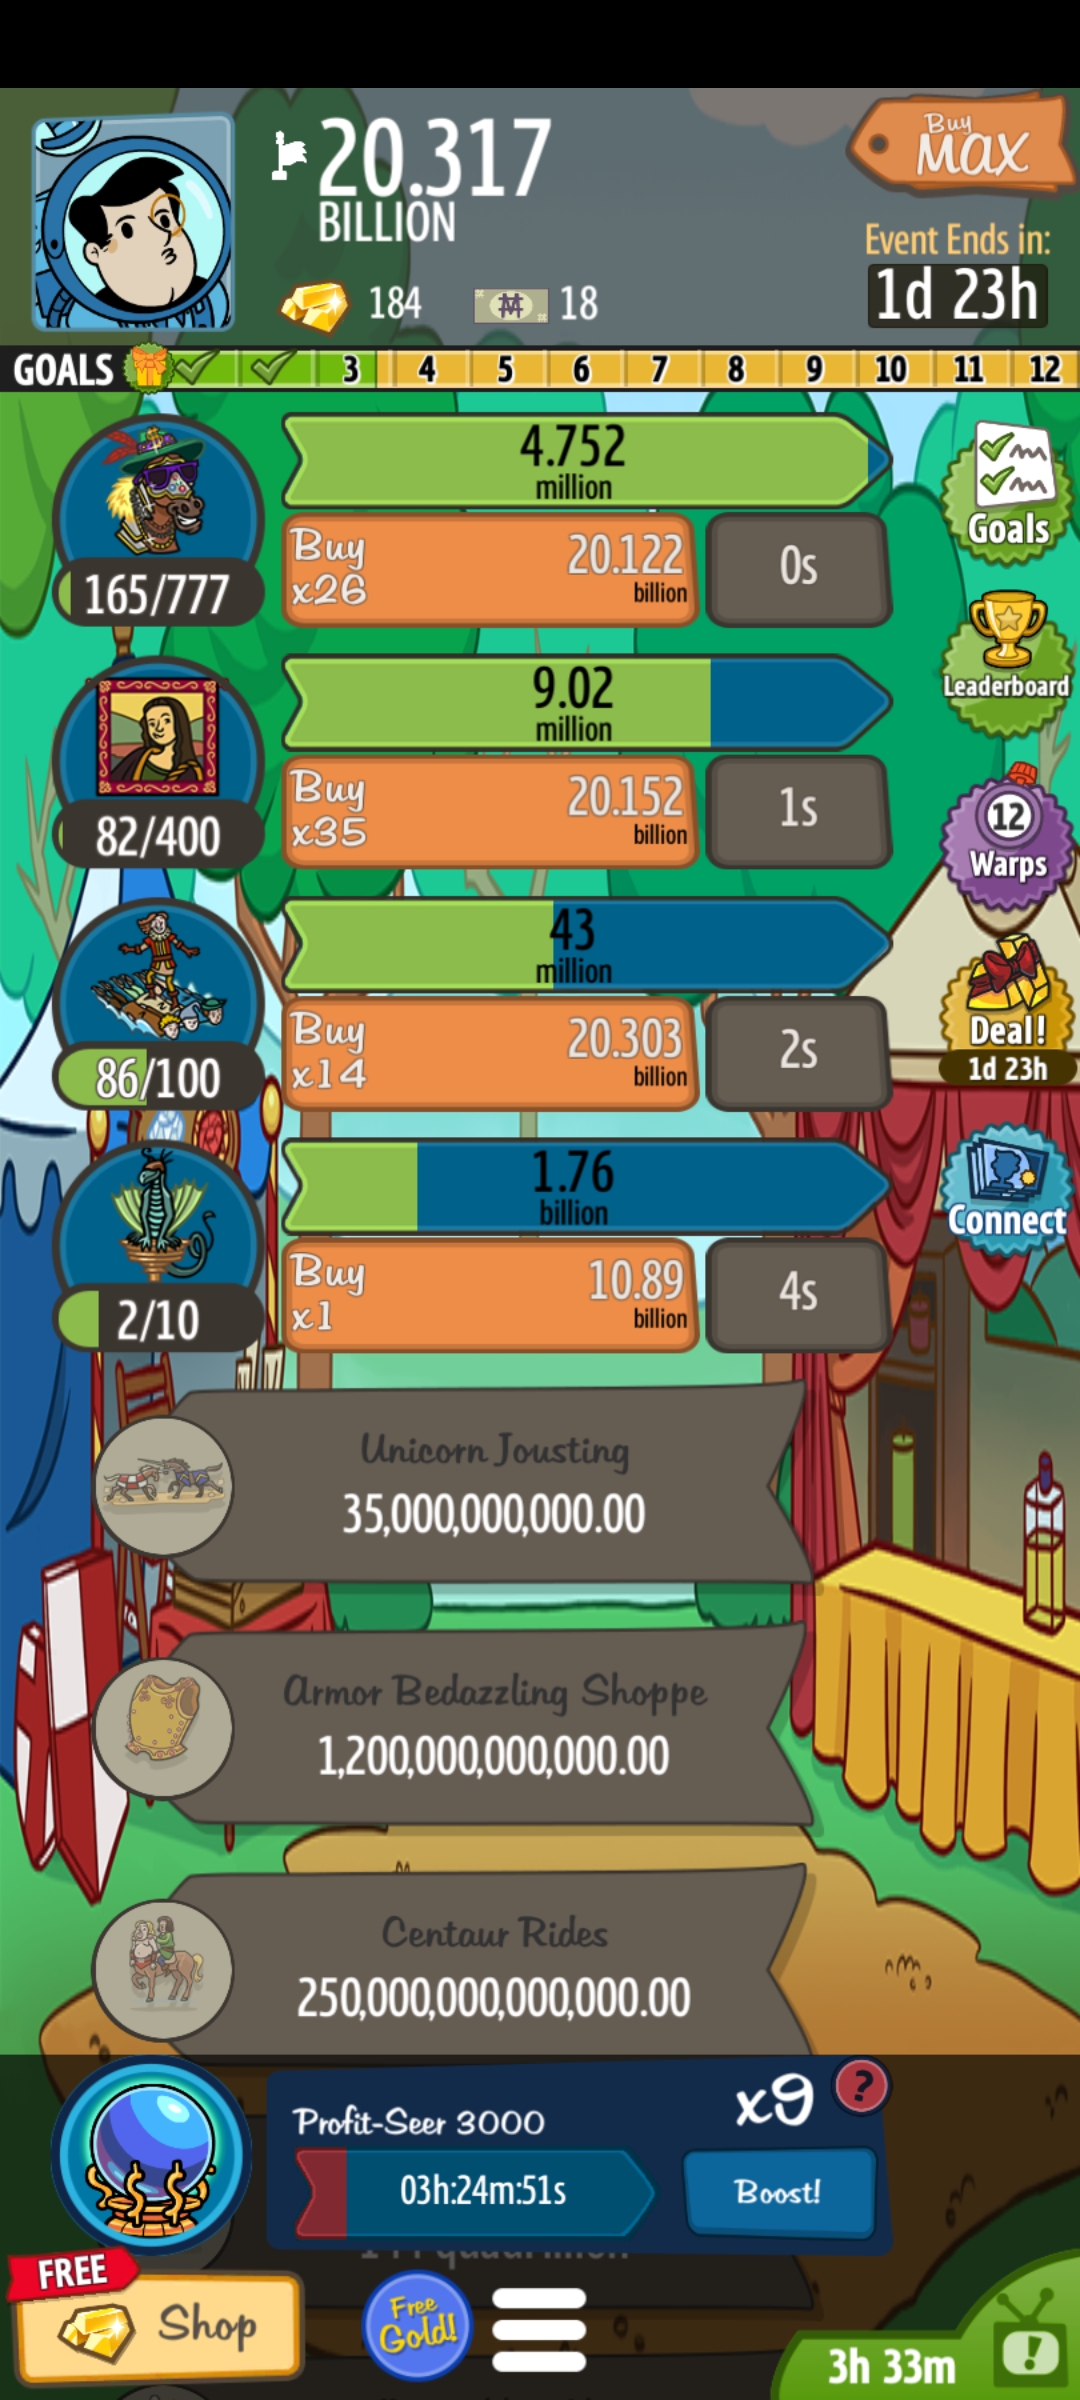 20.317
BILLION
Buy
MAX
184
18
Event Ends in:
1d 23h
GOALS 3 4 5 6 7 8 9 10 11 12
4.752
million
Goals
Buy
x26
20.122
billion
0s
165/777
9.02
million
Leaderboard
Buy
x35
20.152
billion
1s
82/400
12
Warps
43
million
Buy
x14
20.303
billion
2s
86/100
Deal!
1d 23h
1.76
billion
Buy
x1
10.89
billion
4s
2/10
Connect
Unicorn Jousting
35,000,000,000.00
Armor Bedazzling Shoppe
1,200,000,000,000.00
Centaur Rides
250,000,000,000,000.00
Profit-Seer 3000
x9
?
03h:24m:51s
Boost!
FREE
Shop
Free
Gold!
3h 33m
!